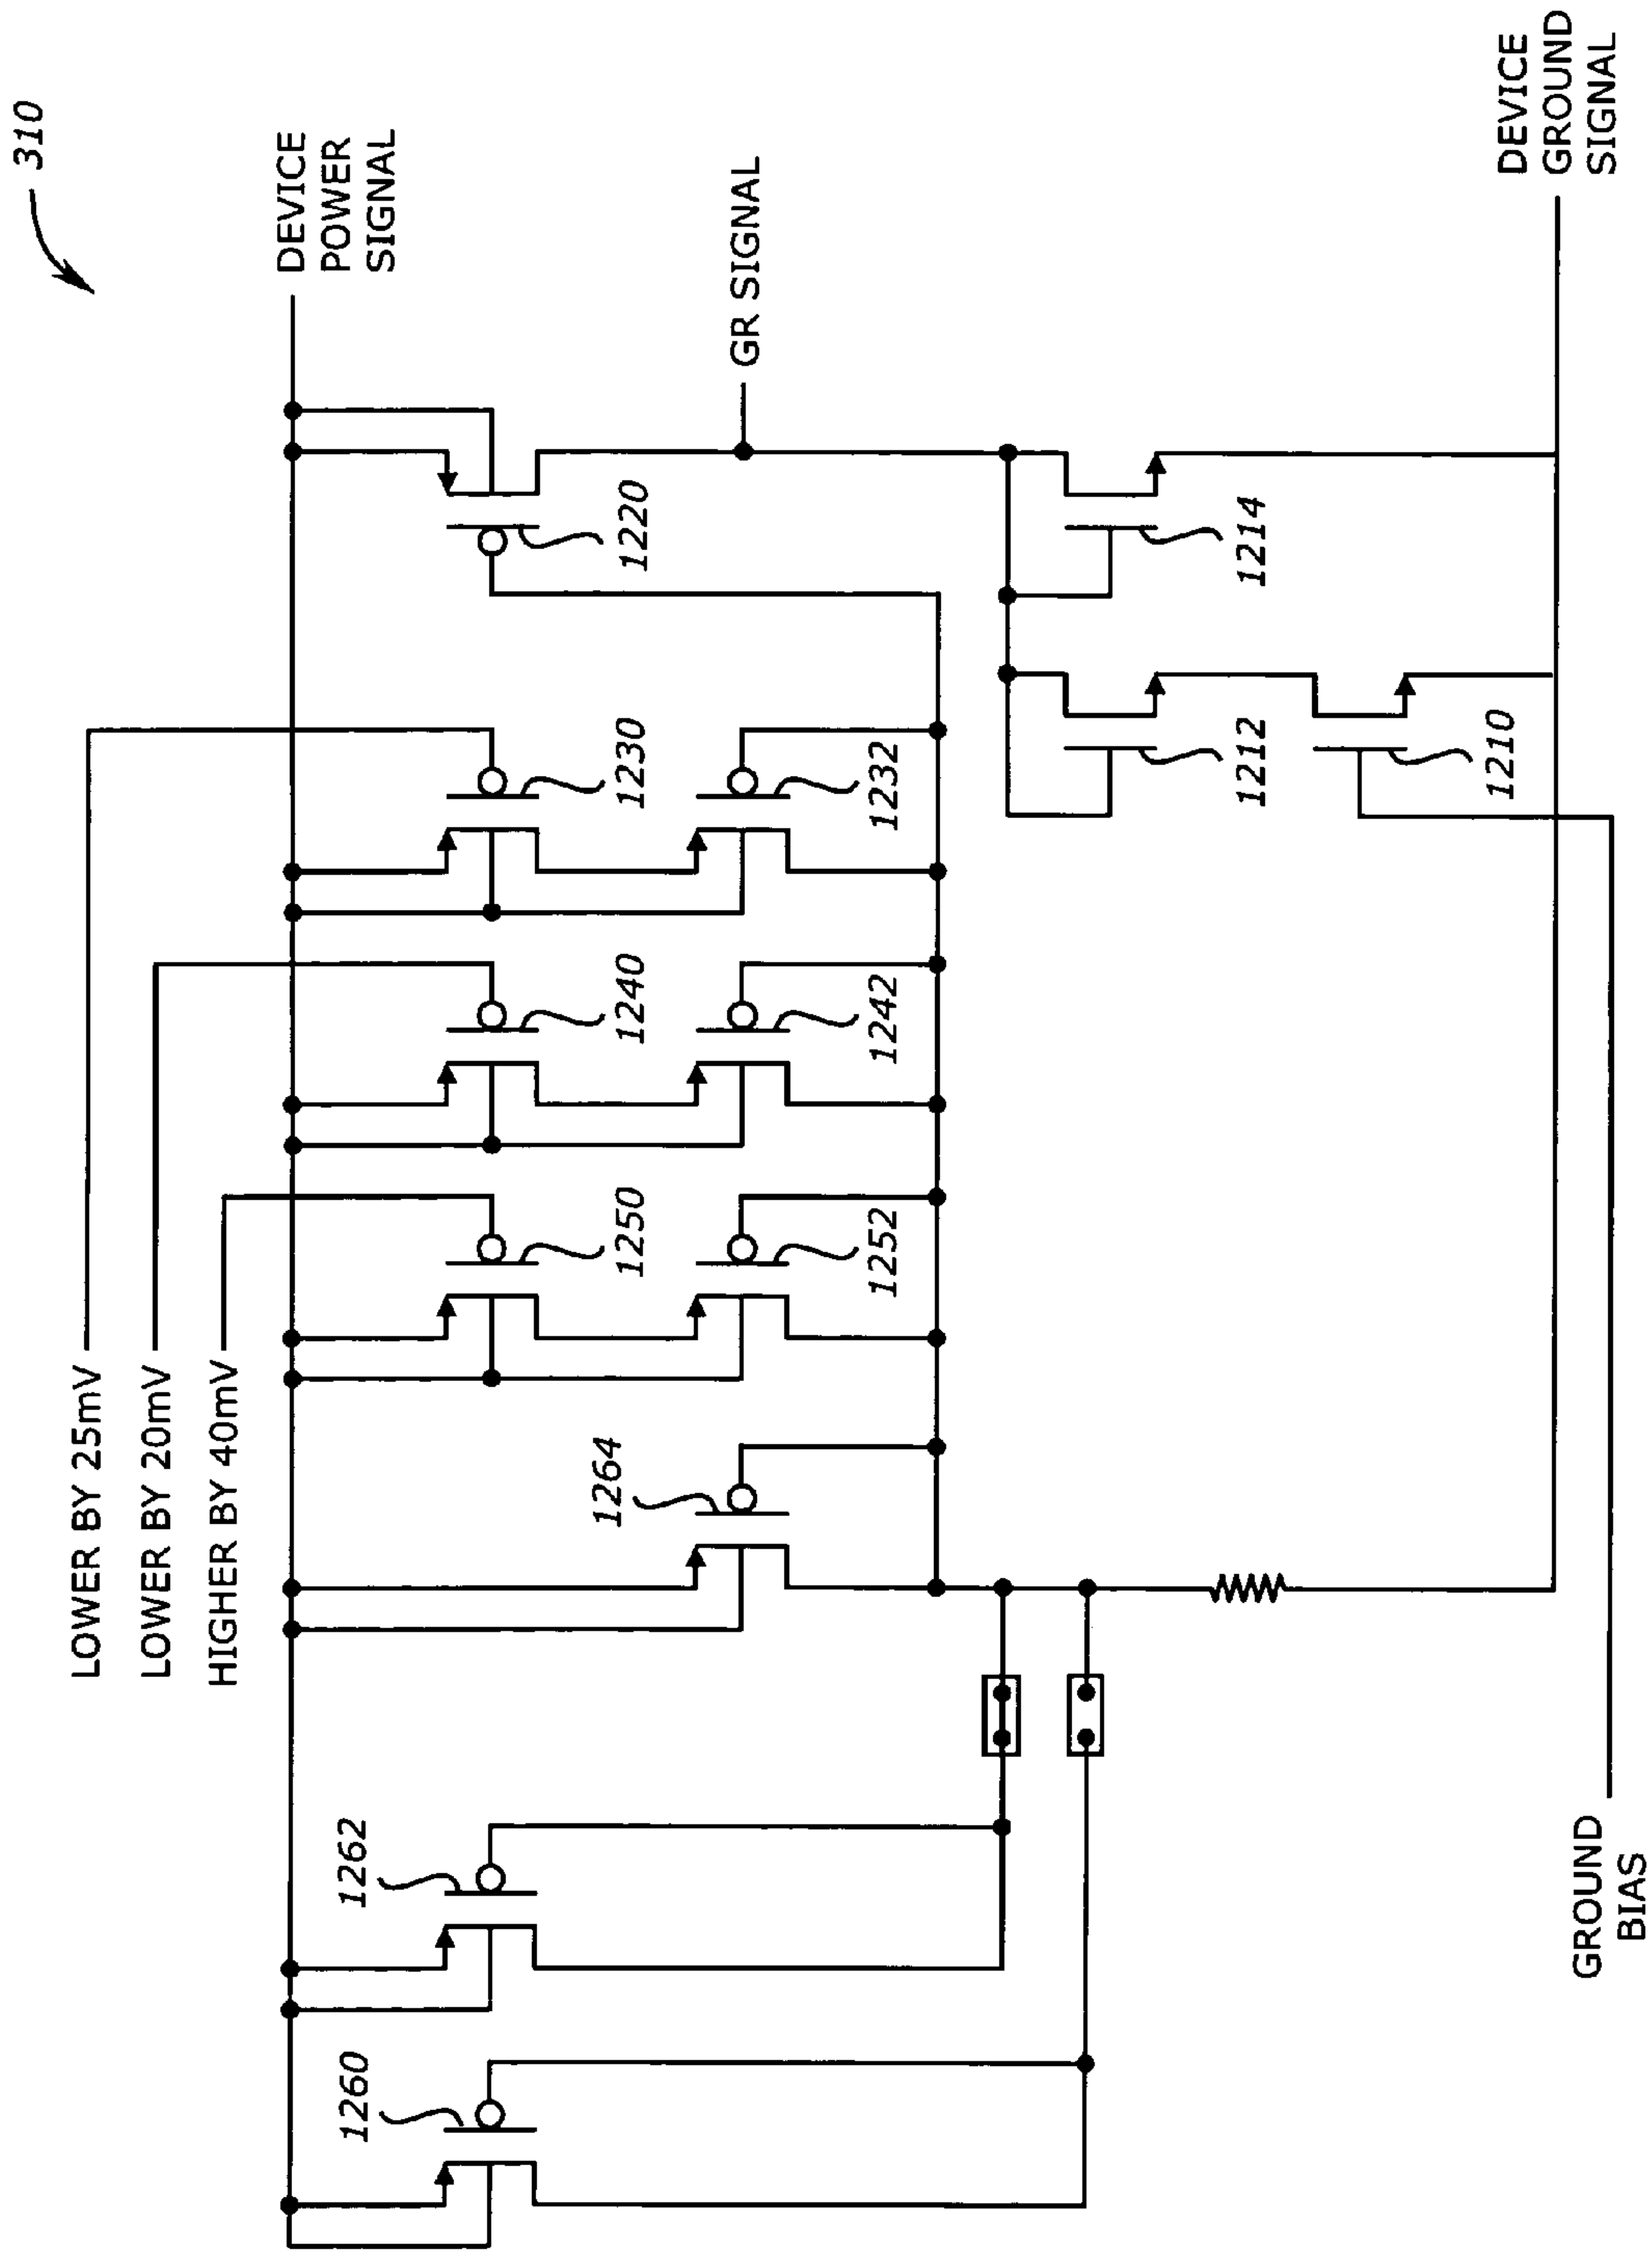 310
DEVICE
POWER
SIGNAL
GR SIGNAL
DEVICE
GROUND
SIGNAL
LOWER BY 25mV
LOWER BY 20mV
HIGHER BY 40mV
GROUND
BIAS
1260
1262
1264
1250
1252
1240
1242
1230
1232
1220
1212
1210
1214